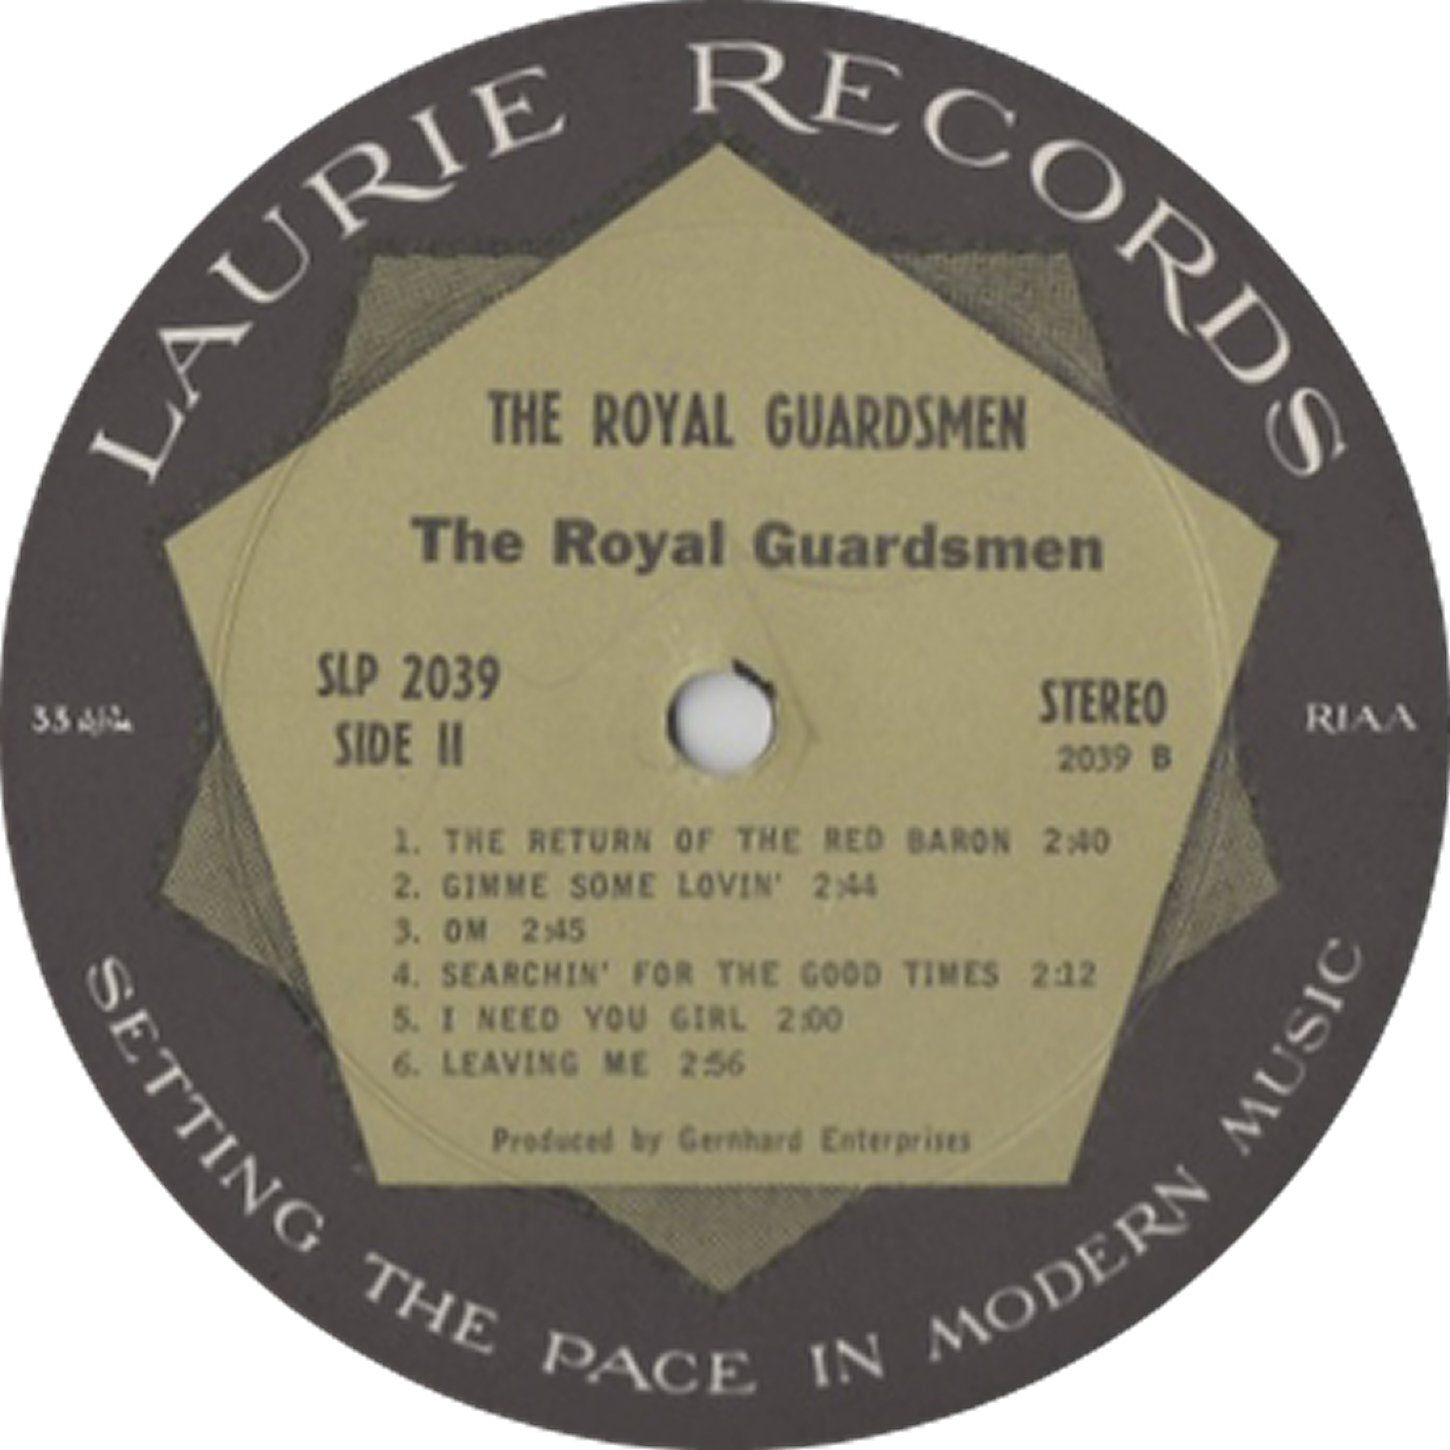 LAURIE RECORDS
THE ROYAL GUARDSMEN
The Royal Guardsmen
SLP 2039
SIDE II
STEREO
2039 B
33
RIAA
1. THE RETURN OF THE RED BARON 2:40
2. GIMME SOME LOVIN' 2:44
3. OM 2:45
4. SEARCHIN' FOR THE GOOD TIMES 2:12
5. I NEED YOU GIRL 2:00
6. LEAVING ME 2:56
Produced by Gernhard Enterprises
SETTING THE PACE IN MODERN MUSIC